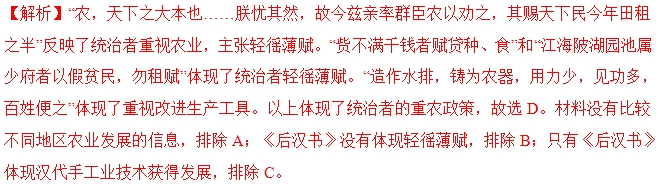 【解析】“农，天下之大本也……朕忧其然，故今兹亲率群臣农以劝之，其赐天下民今年田租
之半”反映了统治者重视农业，主张轻徭薄赋。“赀不满千钱者赋贷种、食”和“江海陂湖园池属
少府者以假贫民，勿租赋”体现了统治者轻徭薄赋。“造作水排，铸为农器，用力少，见功多，
百姓便之”体现了重视改进生产工具。以上体现了统治者的重农政策，故选 D。材料没有比较
不同地区农业发展的信息，排除 A；《后汉书》没有体现轻徭薄赋，排除 B；只有《后汉书》
体现汉代手工业技术获得发展，排除 C。